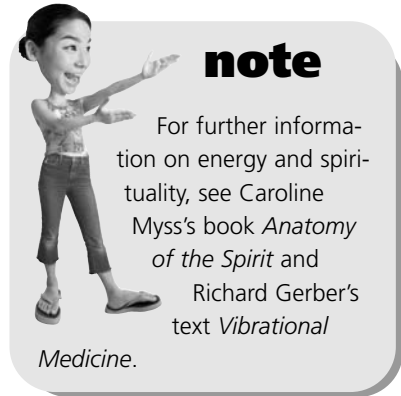 note
For further informa-
tion on energy and spiri-
tuality, see Caroline
Myss's book Anatomy
of the Spirit and
Richard Gerber's
text Vibrational
Medicine.